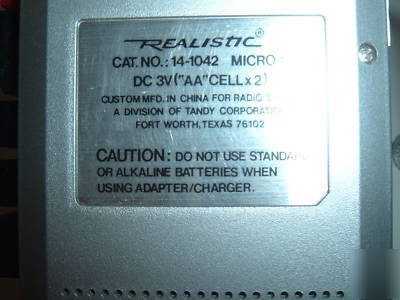 REALISTIC
CAT. NO.: 14-1042 MICRO
DC 3V ("AA" CELL x 2)
CUSTOM MFD. IN CHINA FOR RADIO
A DIVISION OF TANDY CORPORATION
FORT WORTH, TEXAS 76102
CAUTION: DO NOT USE STANDARD
OR ALKALINE BATTERIES WHEN
USING ADAPTER/CHARGER.